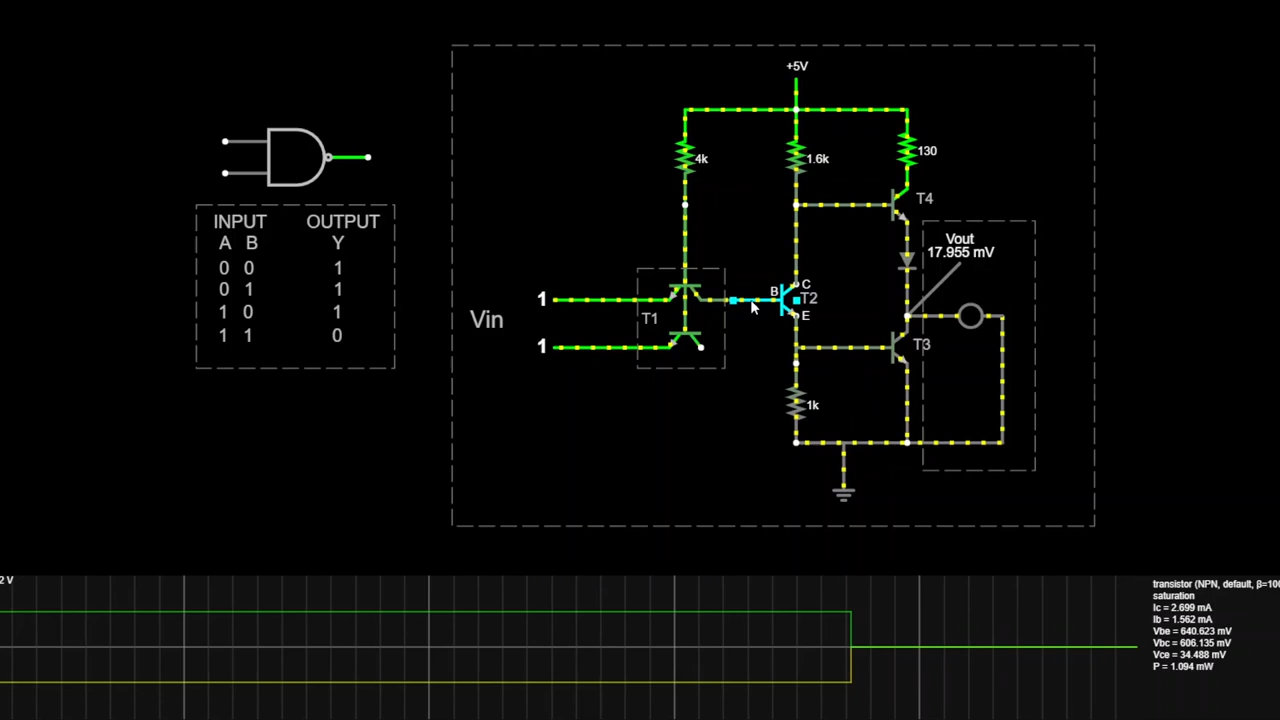 +5V
4k
1.6k
130
T4
INPUT OUTPUT
A B Y
0 0 1
0 1 1
1 0 1
1 1 0
Vout
17.955 mV
Vin
1
1
T1
B
C
T2
E
T3
1k
2 V
transistor (NPN, default, β=100
saturation
Ic = 2.699 mA
Ib = 1.562 mA
Vbe = 640.623 mV
Vbc = 606.135 mV
Vce = 34.488 mV
P = 1.094 mW